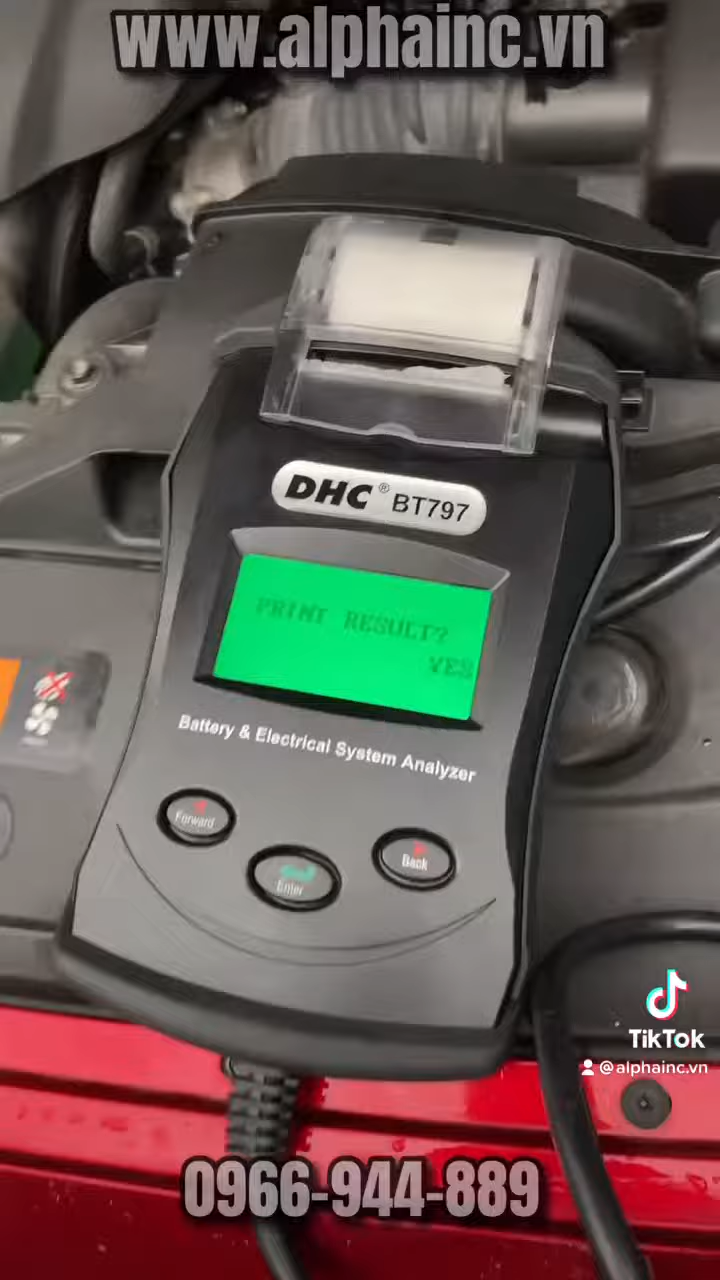 www.alphainc.vn
DHC® BT797
PRINT RESULT?
YES
Battery & Electrical System Analyzer
Forward
Enter
Back
TikTok
@alphainc.vn
0966-944-889